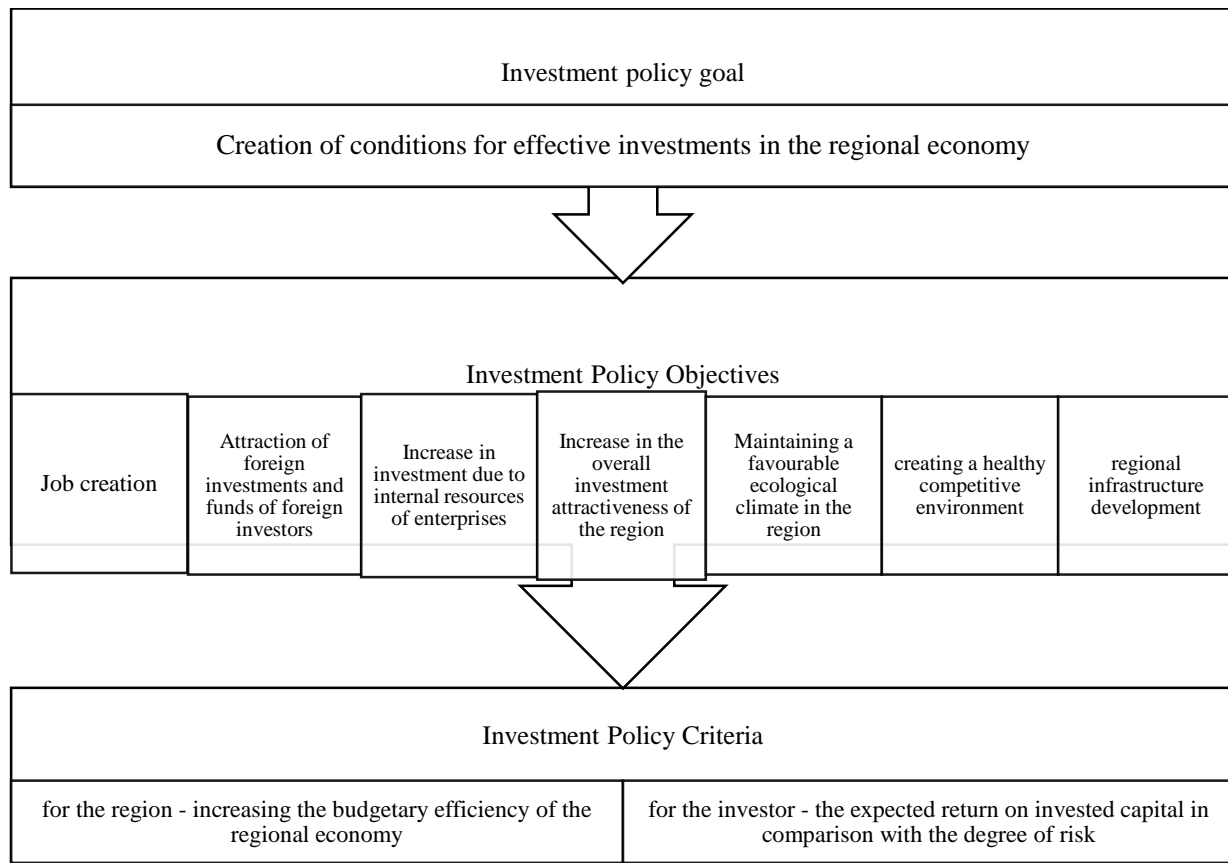 Investment policy goal
Creation of conditions for effective investments in the regional economy
Investment Policy Objectives
Job creation
Attraction of
foreign
investments and
funds of foreign
investors
Increase in
investment due to
internal resources
of enterprises
Increase in the
overall
investment
attractiveness of
the region
Maintaining a
favourable
ecological
climate in the
region
creating a healthy
competitive
environment
regional
infrastructure
development
Investment Policy Criteria
for the region - increasing the budgetary efficiency of the
regional economy
for the investor - the expected return on invested capital in
comparison with the degree of risk